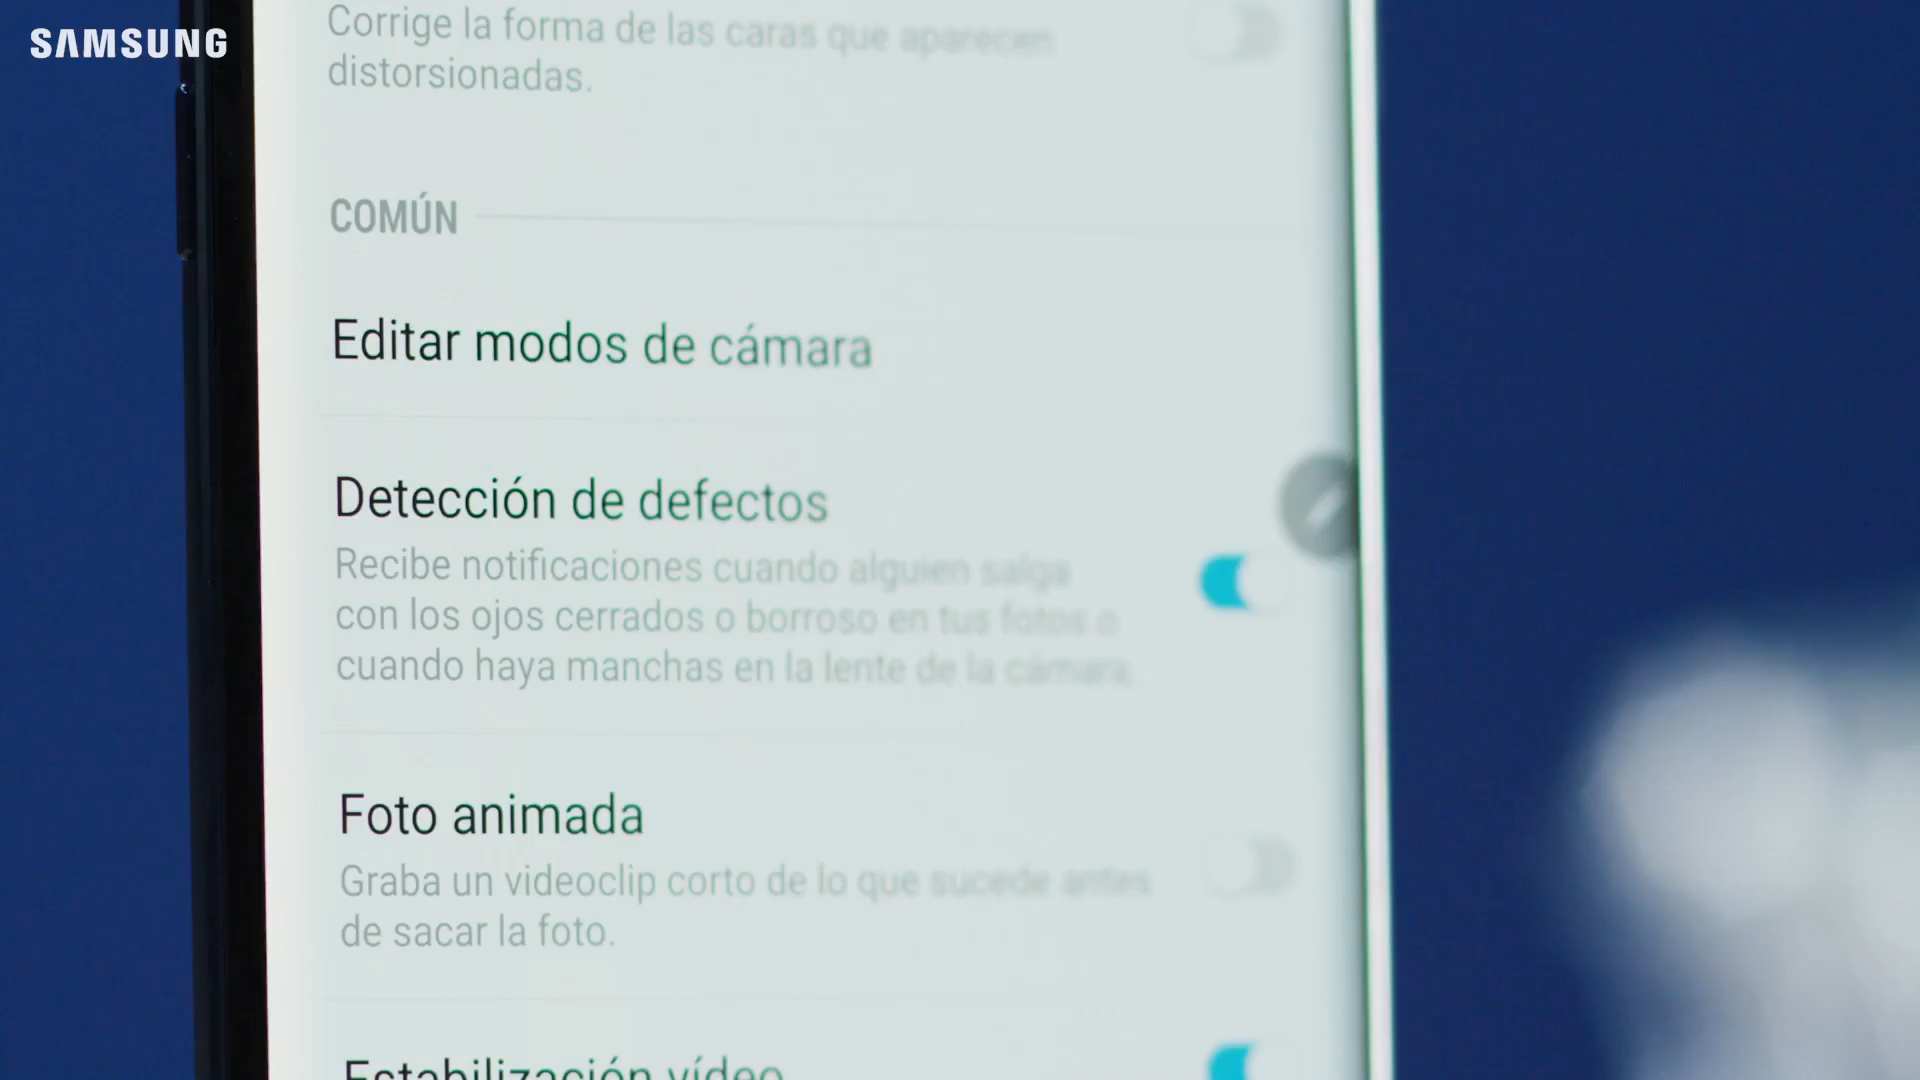 SAMSUNG
Corrige la forma de las caras que aparecen
distorsionadas.
COMÚN
Editar modos de cámara
Detección de defectos
Recibe notificaciones cuando alguien salga
con los ojos cerrados o borroso en tus fotos o
cuando haya manchas en la lente de la cámara.
Foto animada
Graba un videoclip corto de lo que sucede antes
de sacar la foto.
Estabilización vídeo